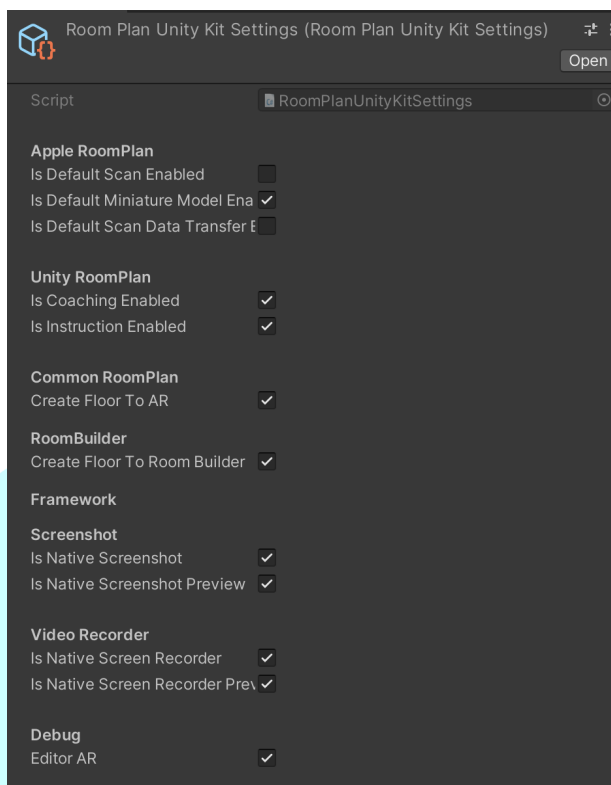 Room Plan Unity Kit Settings (Room Plan Unity Kit Settings)
Open
Script RoomPlanUnityKitSettings
Apple RoomPlan
Is Default Scan Enabled
Is Default Miniature Model Ena
Is Default Scan Data Transfer E
Unity RoomPlan
Is Coaching Enabled
Is Instruction Enabled
Common RoomPlan
Create Floor To AR
RoomBuilder
Create Floor To Room Builder
Framework
Screenshot
Is Native Screenshot
Is Native Screenshot Preview
Video Recorder
Is Native Screen Recorder
Is Native Screen Recorder Prev
Debug
Editor AR